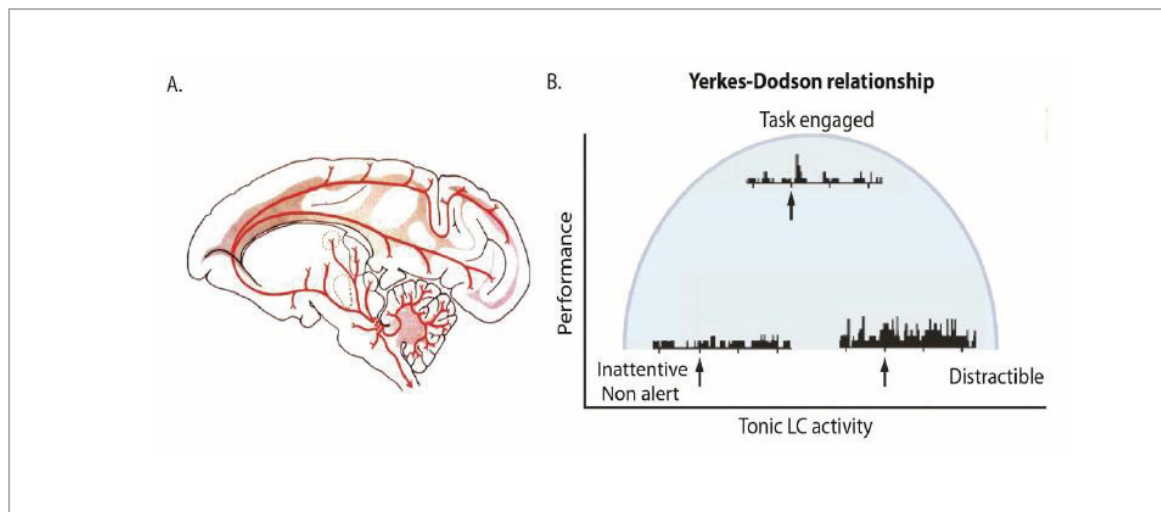 A.
B.
Yerkes-Dodson relationship
Task engaged
Performance
Inattentive
Non alert
Distractible
Tonic LC activity